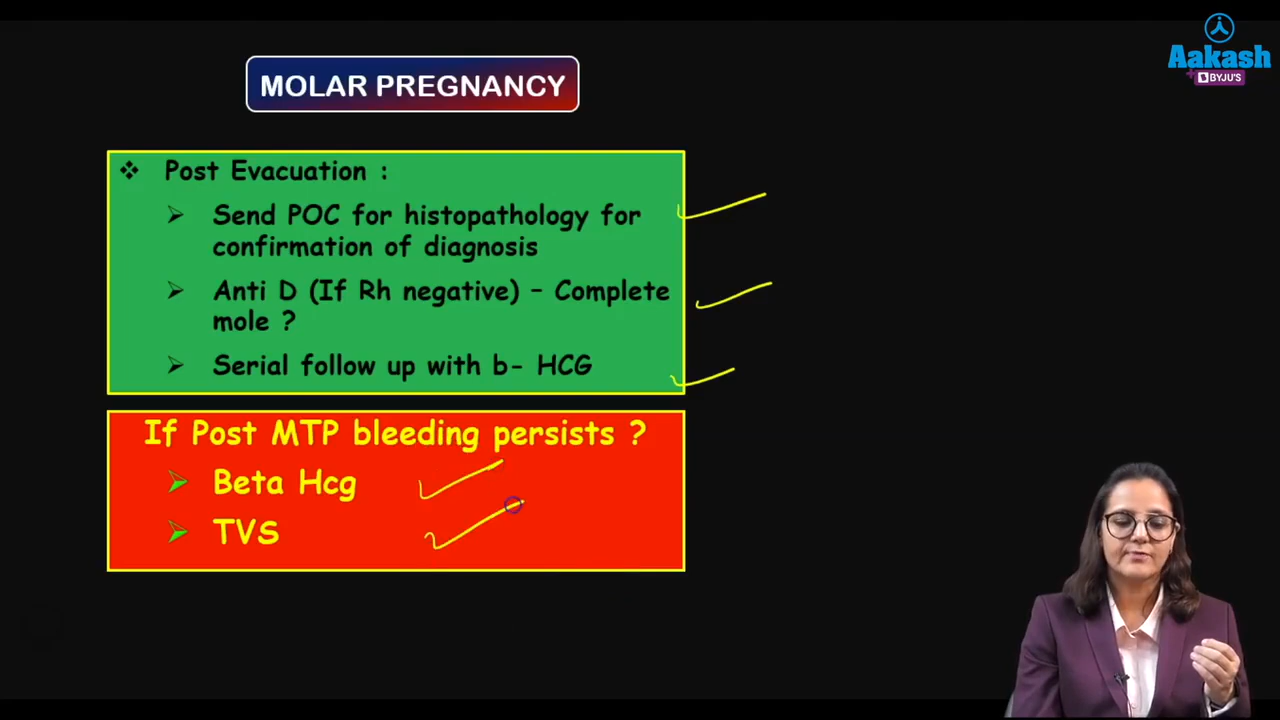 Aakash
+ BYJU'S
MOLAR PREGNANCY
❖ Post Evacuation :
➢ Send POC for histopathology for
confirmation of diagnosis
➢ Anti D (If Rh negative) – Complete
mole ?
➢ Serial follow up with b- HCG
If Post MTP bleeding persists ?
➢ Beta Hcg
➢ TVS